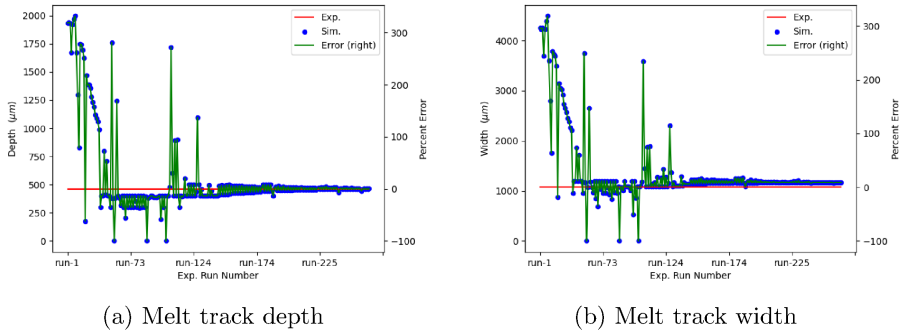 Exp.
Sim.
Error (right)
2000
1750
1500
1250
1000
750
500
250
0
Depth (μm)
300
200
100
0
−100
Percent Error
run-1 run-73 run-124 run-174 run-225
Exp. Run Number
(a) Melt track depth
Exp.
Sim.
Error (right)
4000
3000
2000
1000
0
Width (μm)
300
200
100
0
−100
Percent Error
run-1 run-73 run-124 run-174 run-225
Exp. Run Number
(b) Melt track width